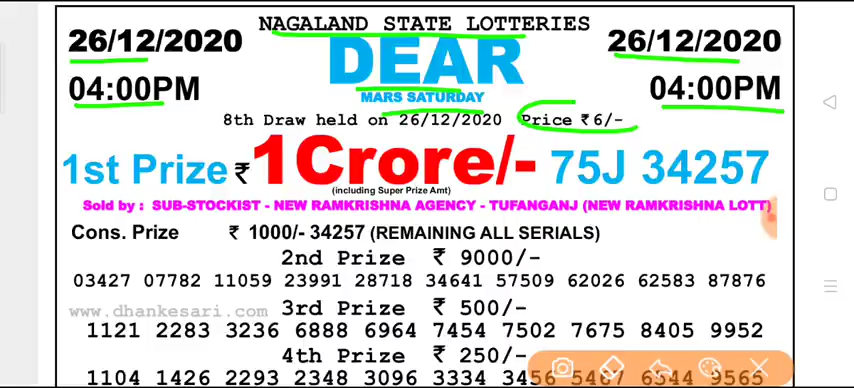 NAGALAND STATE LOTTERIES
26/12/2020 DEAR 26/12/2020
04:00PM MARS SATURDAY 04:00PM
8th Draw held on 26/12/2020 Price ₹ 6/-
1st Prize ₹ 1Crore/- 75J 34257
(including Super Prize Amt)
Sold by : SUB-STOCKIST - NEW RAMKRISHNA AGENCY - TUFANGANJ (NEW RAMKRISHNA LOTT)
Cons. Prize ₹ 1000/- 34257 (REMAINING ALL SERIALS)
2nd Prize ₹ 9000/-
03427 07782 11059 23991 28718 34641 57509 62026 62583 87876
www.dhankesari.com 3rd Prize ₹ 500/-
1121 2283 3236 6888 6964 7454 7502 7675 8405 9952
4th Prize ₹ 250/-
1104 1426 2293 2348 3096 3334 3456 9565